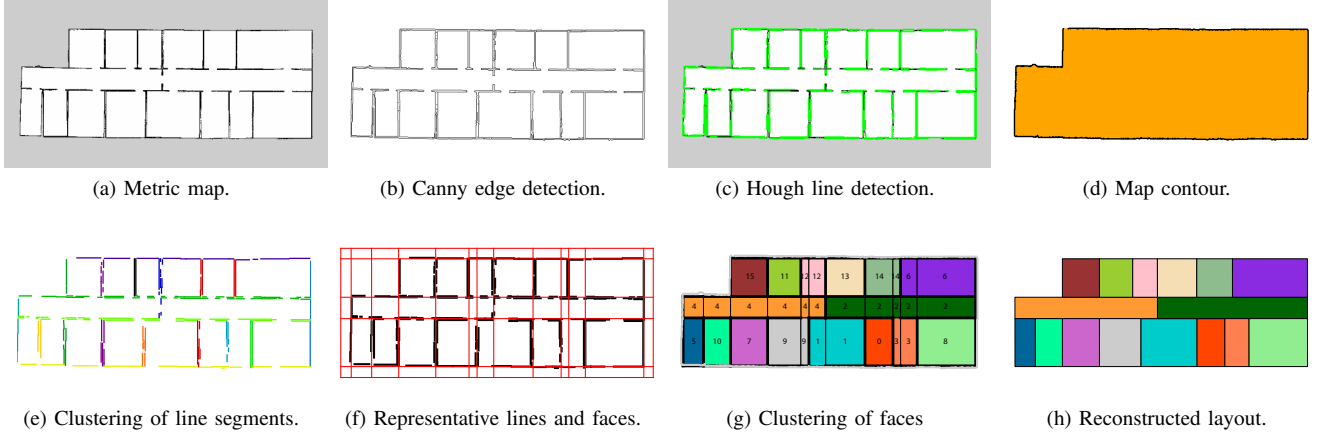 (a) Metric map.
(b) Canny edge detection.
(c) Hough line detection.
(d) Map contour.
15 11 12 12 13 14 14 6 6
4 4 4 4 4 4 2 2 2 2 2
5 10 7 9 9 1 1 0 3 3 8
(e) Clustering of line segments.
(f) Representative lines and faces.
(g) Clustering of faces
(h) Reconstructed layout.